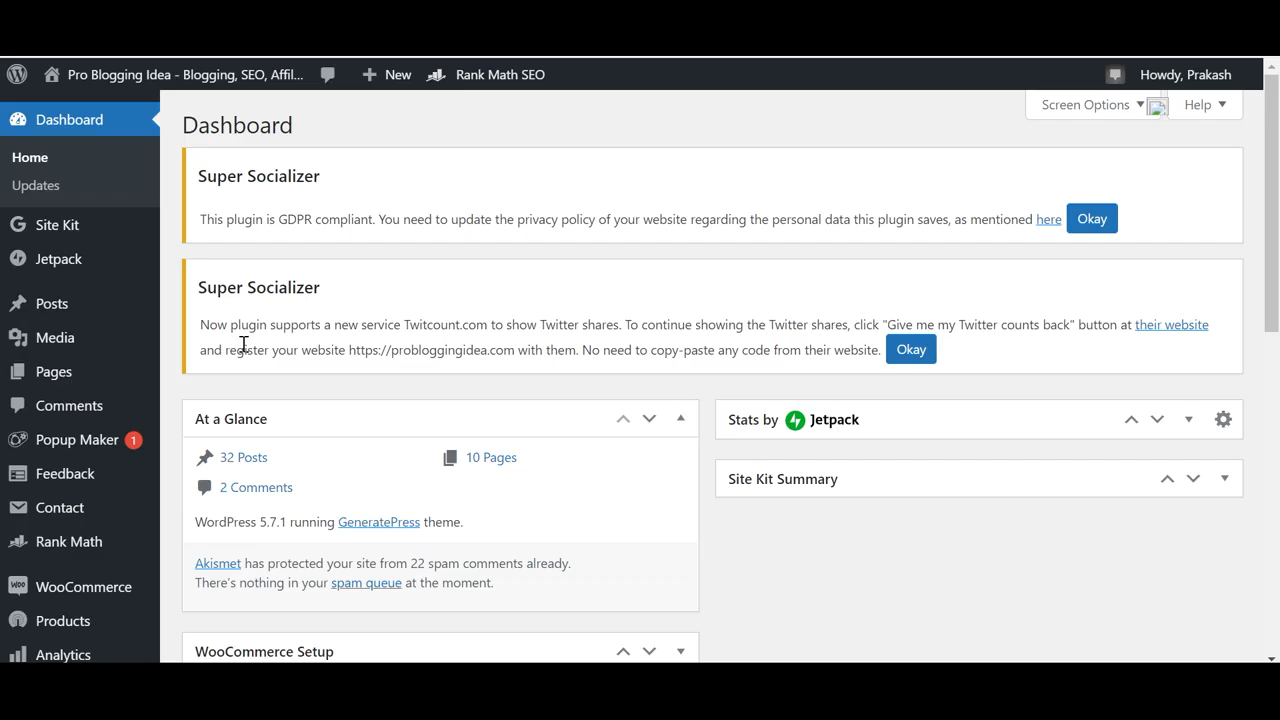 Pro Blogging Idea - Blogging, SEO, Affil...
New
Rank Math SEO
Howdy, Prakash
Dashboard
Home
Updates
Site Kit
Jetpack
Posts
Media
Pages
Comments
Popup Maker 1
Feedback
Contact
Rank Math
WooCommerce
Products
Analytics
Screen Options
Help
Dashboard
Super Socializer
This plugin is GDPR compliant. You need to update the privacy policy of your website regarding the personal data this plugin saves, as mentioned here Okay
Super Socializer
Now plugin supports a new service Twitcount.com to show Twitter shares. To continue showing the Twitter shares, click "Give me my Twitter counts back" button at their website
and register your website https://probloggingidea.com with them. No need to copy-paste any code from their website. Okay
At a Glance
32 Posts
10 Pages
2 Comments
WordPress 5.7.1 running GeneratePress theme.
Akismet has protected your site from 22 spam comments already.
There's nothing in your spam queue at the moment.
WooCommerce Setup
Stats by Jetpack
Site Kit Summary